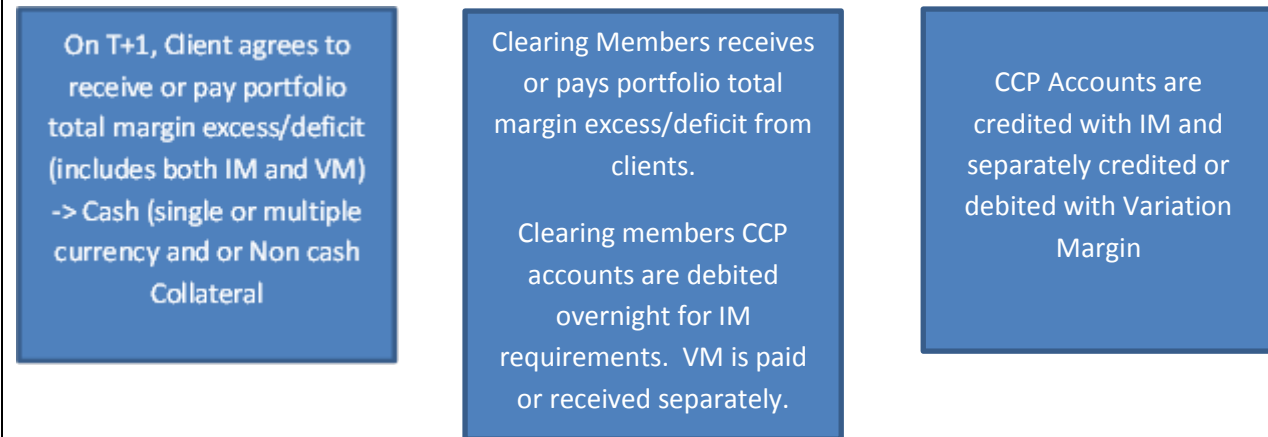 On T+1, Client agrees to
receive or pay portfolio
total margin excess/deficit
(includes both IM and VM)
-> Cash (single or multiple
currency and or Non cash
Collateral
Clearing Members receives
or pays portfolio total
margin excess/deficit from
clients.
Clearing members CCP
accounts are debited
overnight for IM
requirements.  VM is paid
or received separately.
CCP Accounts are
credited with IM and
separately credited or
debited with Variation
Margin